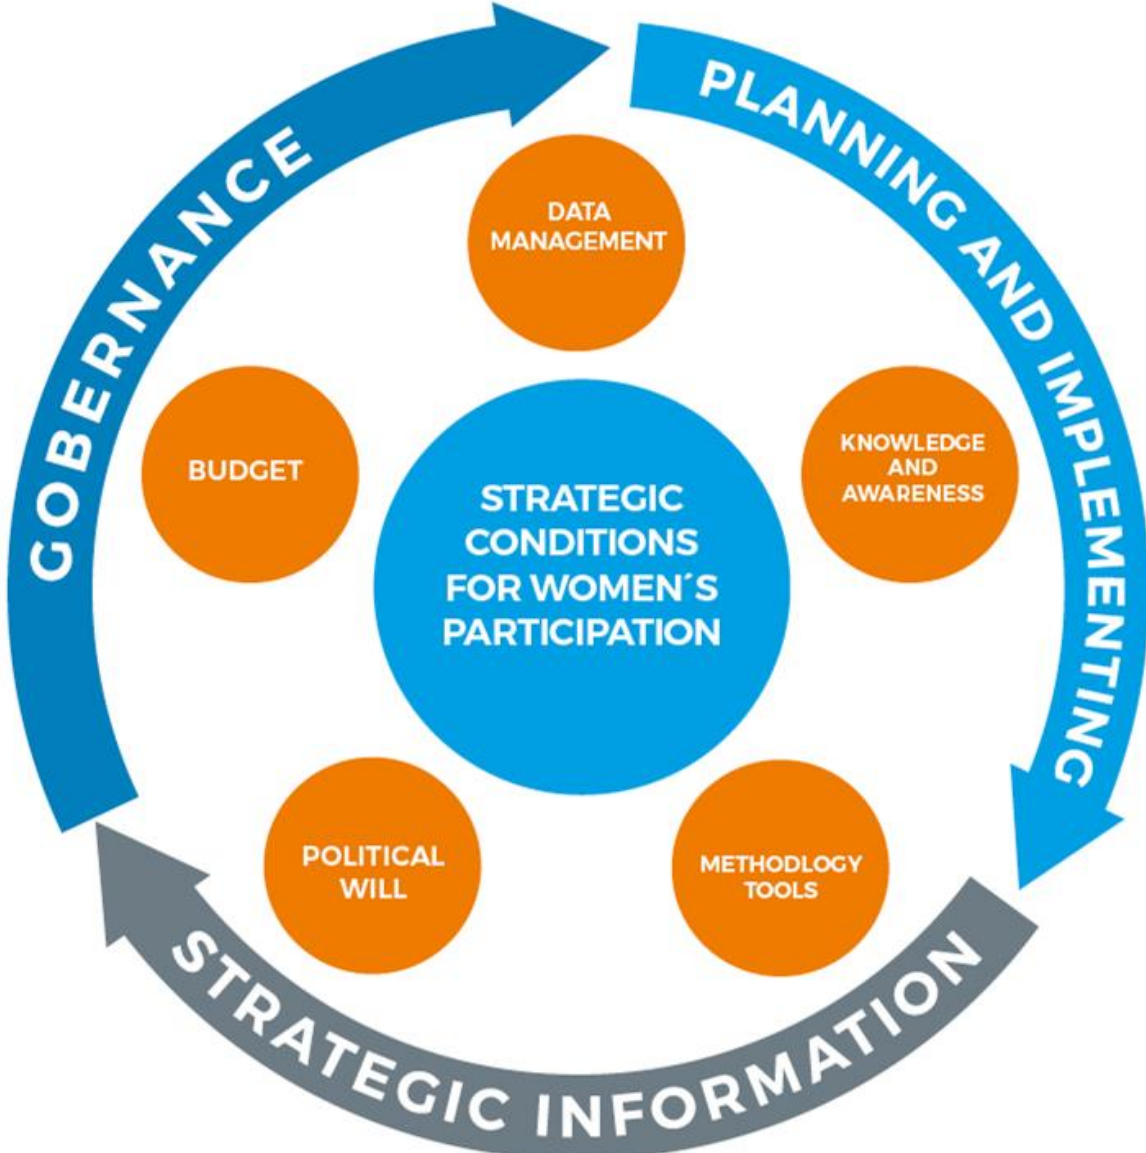 GOBERNANCE
PLANNING AND IMPLEMENTING
STRATEGIC INFORMATION
DATA
MANAGEMENT
BUDGET
KNOWLEDGE
AND
AWARENESS
STRATEGIC
CONDITIONS
FOR WOMEN´S
PARTICIPATION
POLITICAL
WILL
METHODLOGY
TOOLS